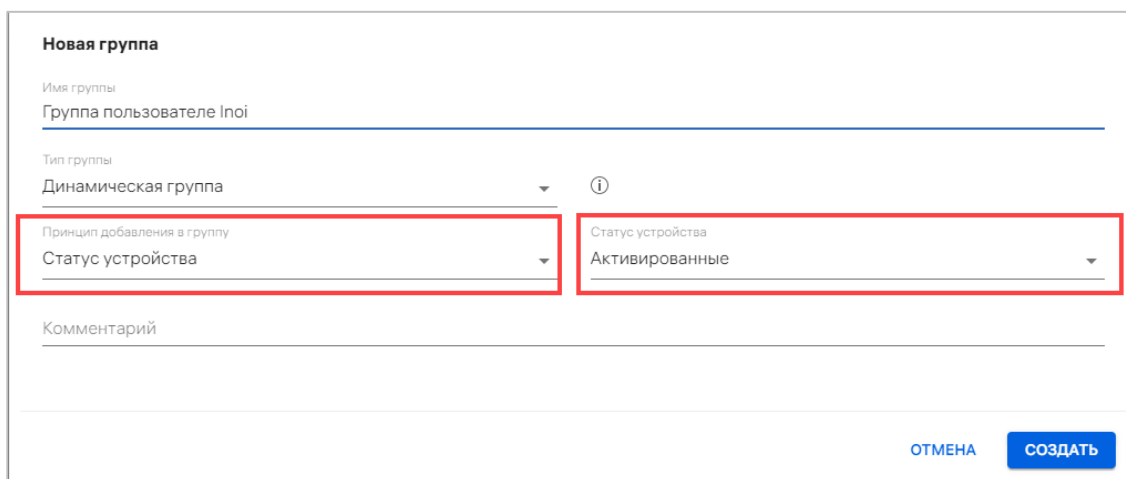 Новая группа
Имя группы
Группа пользователе Inoi
Тип группы
Динамическая группа
Принцип добавления в группу
Статус устройства
Статус устройства
Активированные
Комментарий
ОТМЕНА
СОЗДАТЬ